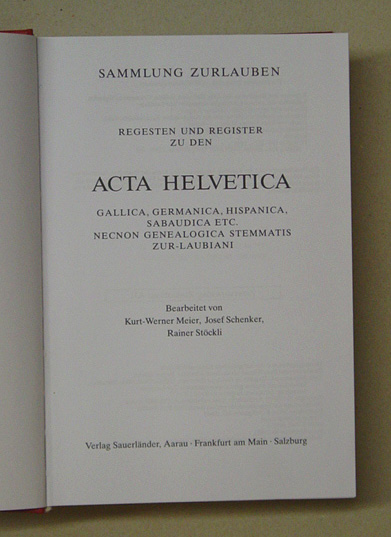 SAMMLUNG ZURLAUBEN
REGESTEN UND REGISTER
ZU DEN
ACTA HELVETICA
GALLICA, GERMANICA, HISPANICA,
SABAUDICA ETC.
NECNON GENEALOGICA STEMMATIS
ZUR-LAUBIANI
Bearbeitet von
Kurt-Werner Meier, Josef Schenker,
Rainer Stöckli
Verlag Sauerländer, Aarau · Frankfurt am Main · Salzburg